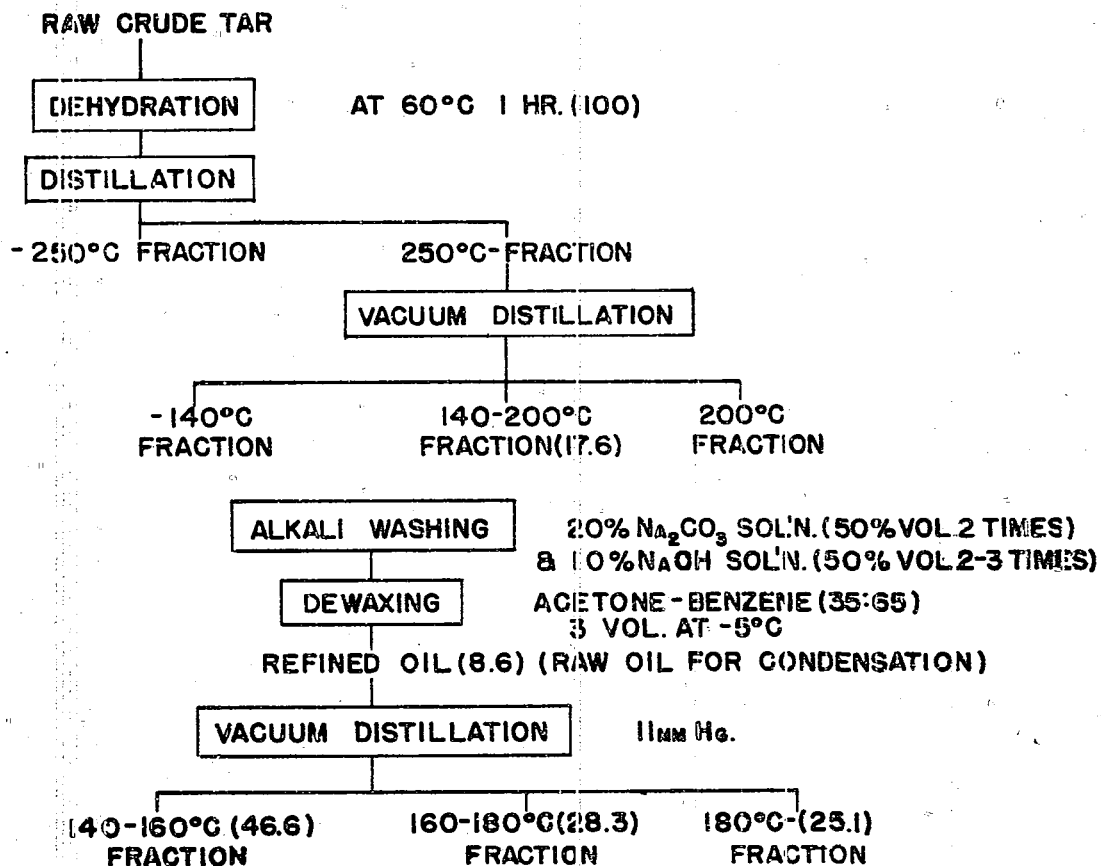 RAW CRUDE TAR
DEHYDRATION AT 60°C 1 HR. (100)
DISTILLATION
-250°C FRACTION 250°C-FRACTION
VACUUM DISTILLATION
-140°C 140-200°C 200°C
FRACTION FRACTION(17.6) FRACTION
ALKALI WASHING 20% Na₂CO₃ SOL'N. (50% VOL.2 TIMES)
& 10% NaOH SOL'N. (50% VOL.2-3 TIMES)
DEWAXING ACETONE-BENZENE (35:65)
3 VOL. AT -5°C
REFINED OIL (8.6) (RAW OIL FOR CONDENSATION)
VACUUM DISTILLATION 11MM HG.
140-160°C (46.6) 160-180°C(28.3) 180°C-(25.1)
FRACTION FRACTION FRACTION